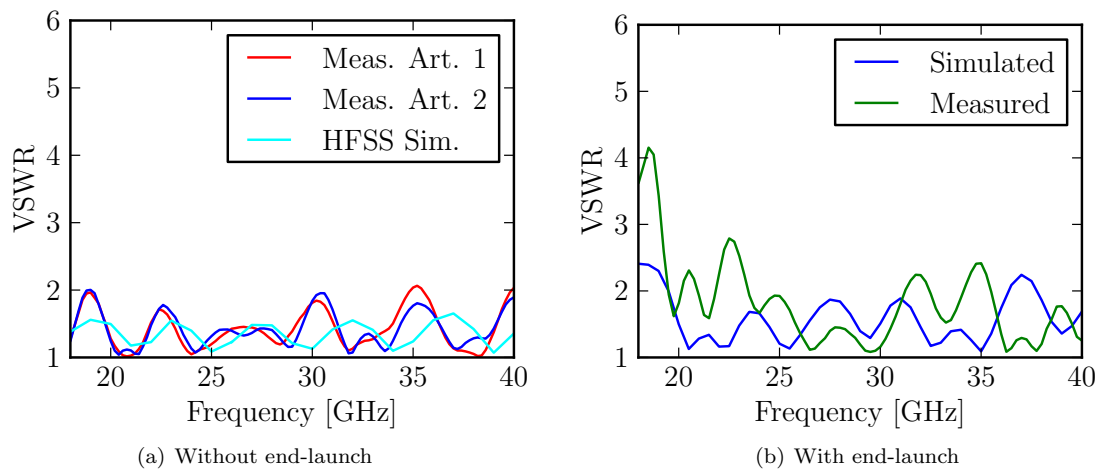 6
5
4
3
2
1
VSWR
Meas. Art. 1
Meas. Art. 2
HFSS Sim.
20 25 30 35 40
Frequency [GHz]
(a) Without end-launch
6
5
4
3
2
1
VSWR
Simulated
Measured
20 25 30 35 40
Frequency [GHz]
(b) With end-launch